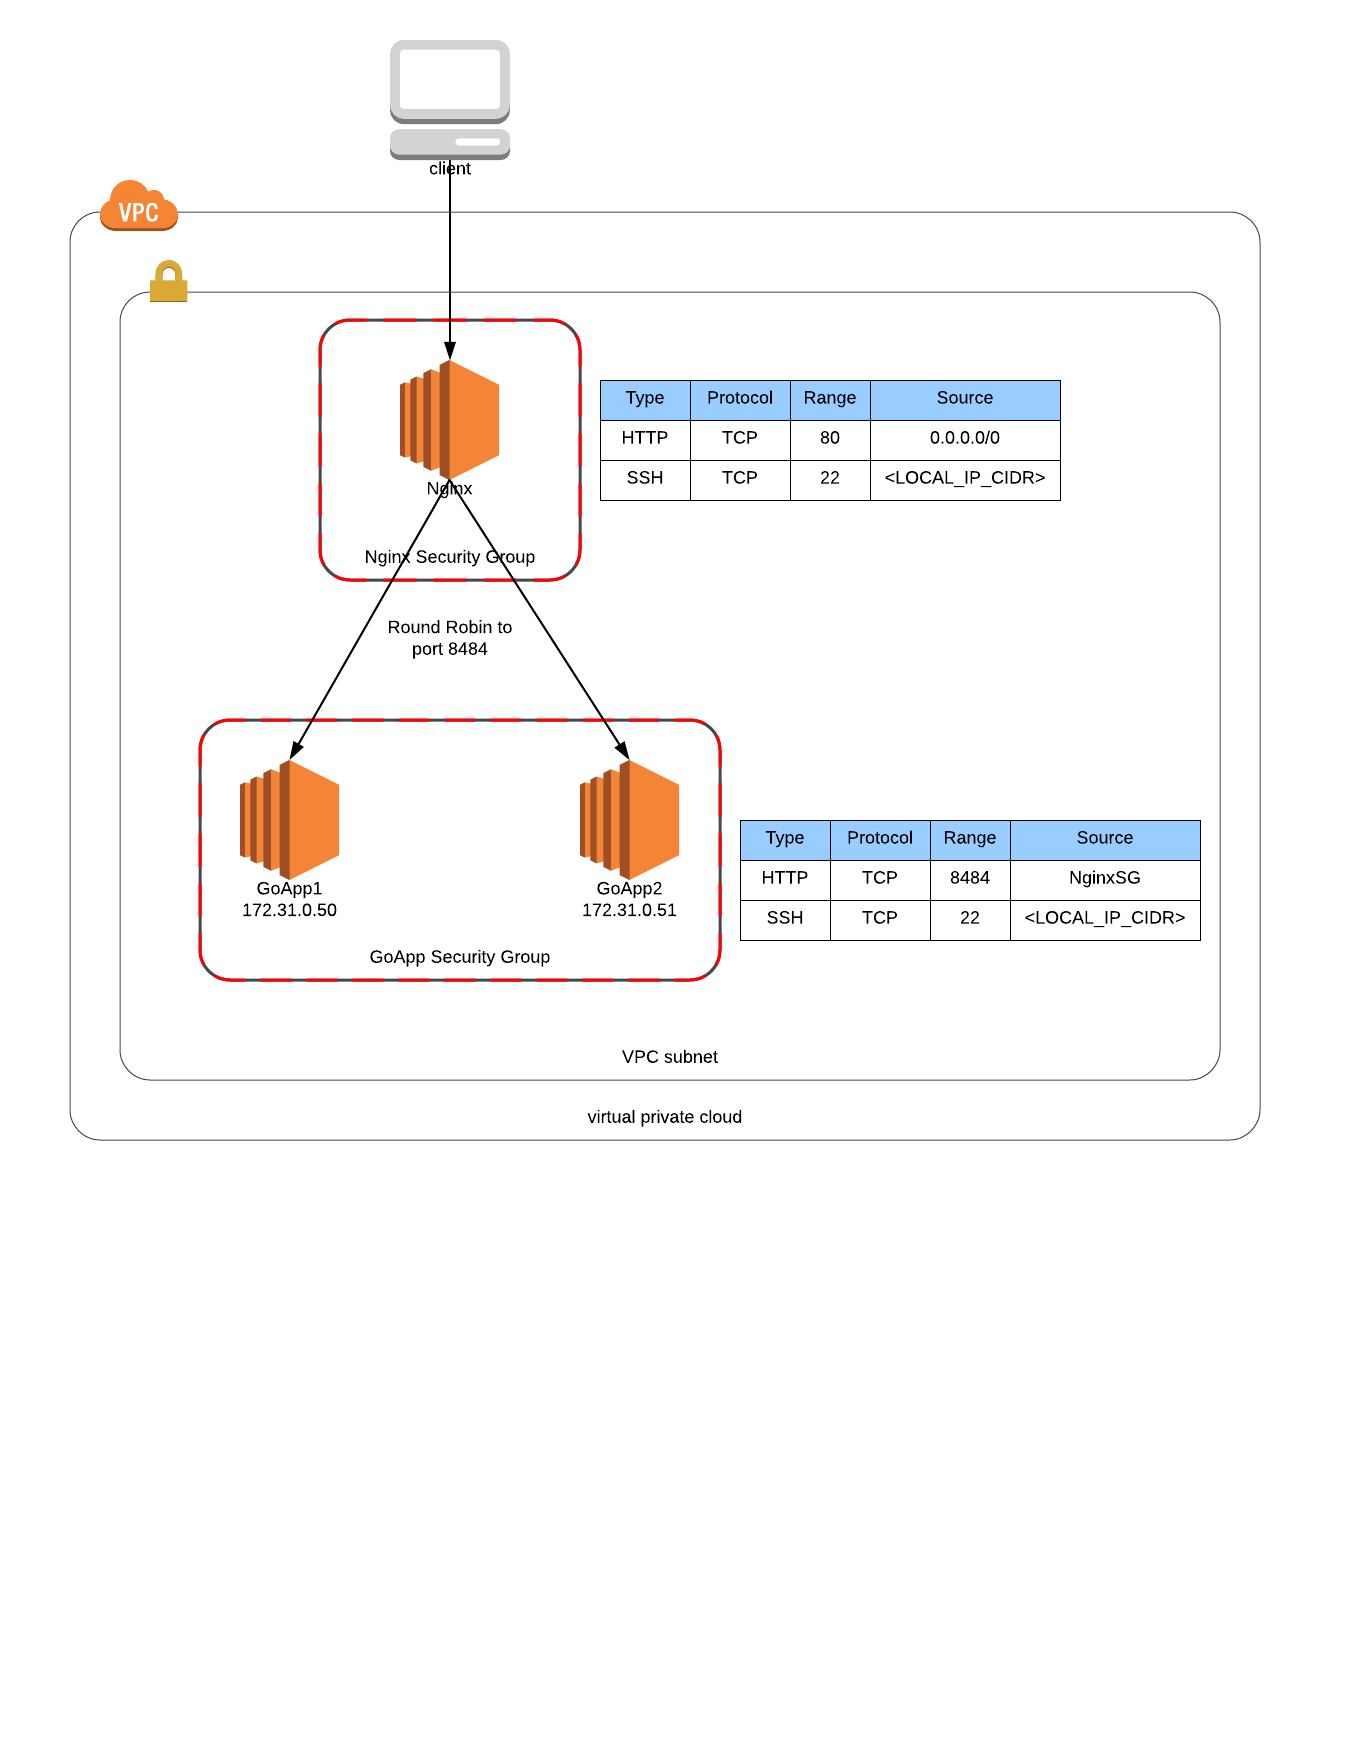 client
VPC
Type Protocol Range Source
HTTP TCP 80 0.0.0.0/0
SSH TCP 22 <LOCAL_IP_CIDR>
Nginx
Nginx Security Group
Round Robin to
port 8484
GoApp1
172.31.0.50
GoApp2
172.31.0.51
GoApp Security Group
Type Protocol Range Source
HTTP TCP 8484 NginxSG
SSH TCP 22 <LOCAL_IP_CIDR>
VPC subnet
virtual private cloud